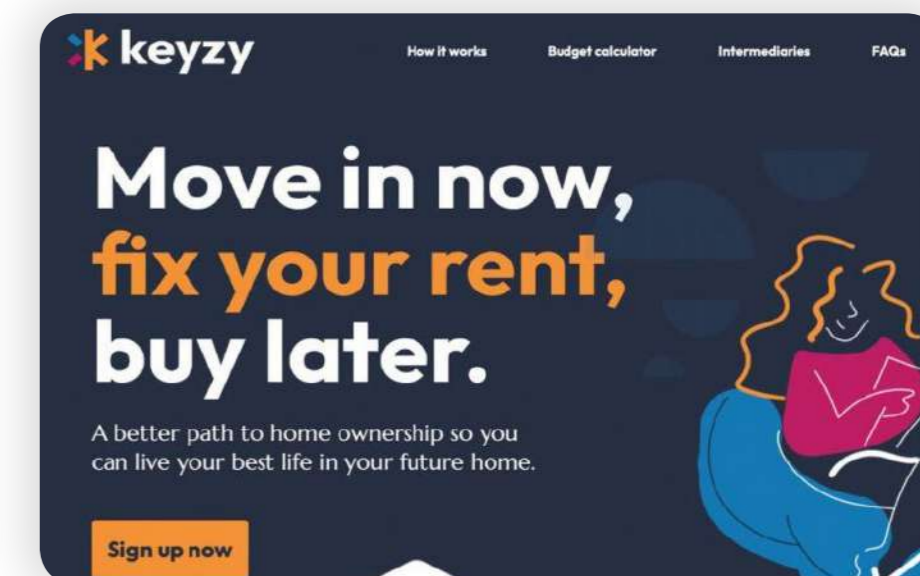 keyzy
How it works
Budget calculator
Intermediaries
FAQs
Move in now,
fix your rent,
buy later.
A better path to home ownership so you
can live your best life in your future home.
Sign up now